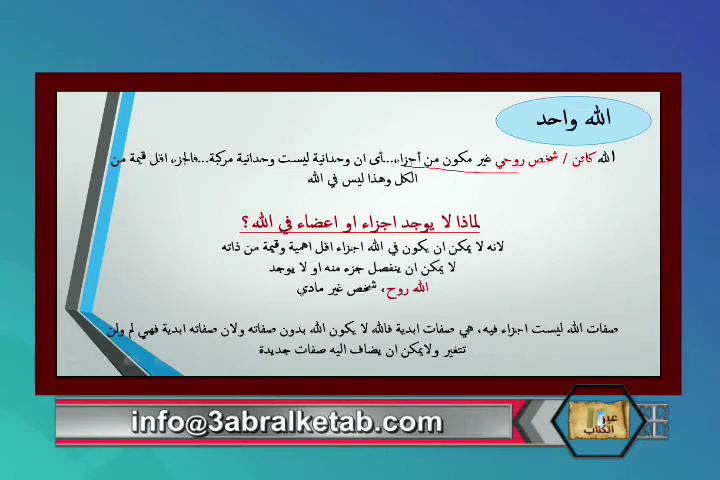 الله واحد
الله كائن / شخص روحي غير مكون من أجزاء...أى ان وحدانية ليست وحدانية مركبة...فالجزء اقل قيمة من
الكل وهذا ليس في الله
لماذا لا يوجد اجزاء او اعضاء في الله؟
لانه لا يمكن ان يكون في الله اجزاء اقل اهمية وقيمة من ذاته
لا يمكن ان ينفصل جزء منه او لا يوجد
الله روح، شخص غير مادي
صفات الله ليست اجزاء فيه، هي صفات ابدية فالله لا يكون الله بدون صفاته ولان صفاته ابدية فهي لم ولن
تتغير ولايمكن ان يضاف اليه صفات جديدة
info@3abralketab.com
عبر
الكتاب